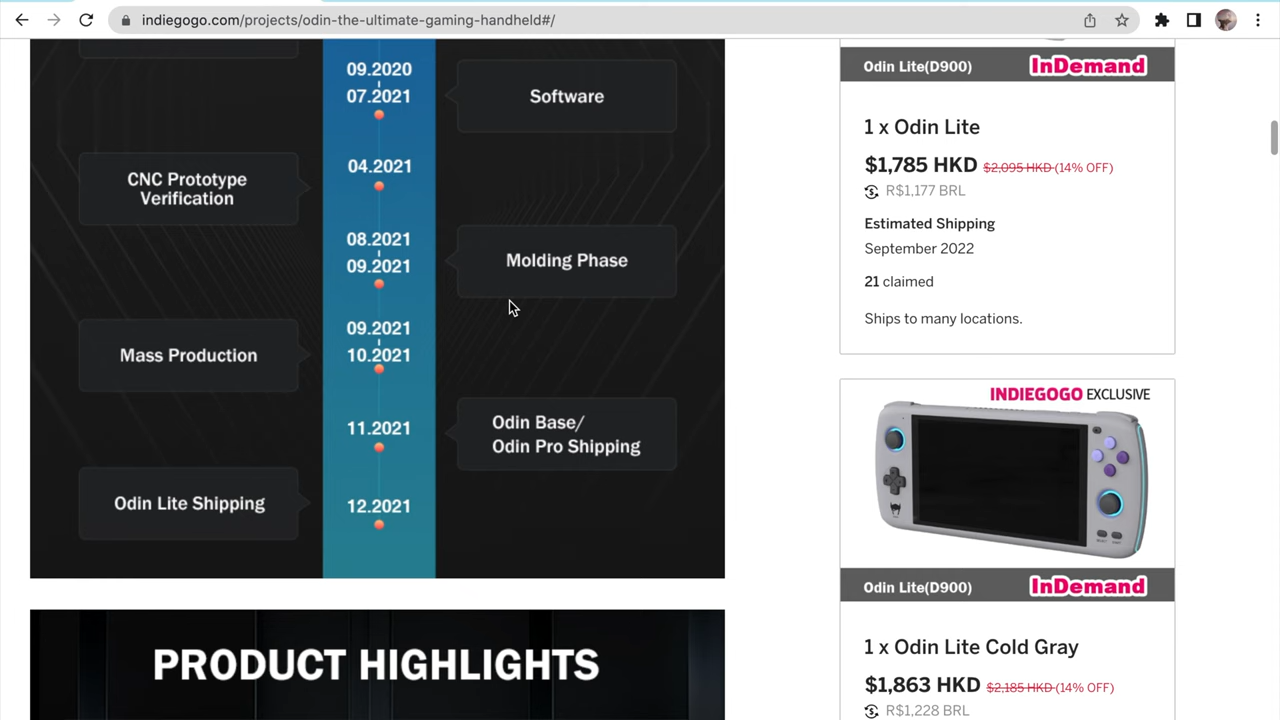 indiegogo.com/projects/odin-the-ultimate-gaming-handheld#/
09.2020
07.2021
Software
CNC Prototype
Verification
04.2021
08.2021
09.2021
Molding Phase
Mass Production
09.2021
10.2021
11.2021
Odin Base/
Odin Pro Shipping
Odin Lite Shipping
12.2021
PRODUCT HIGHLIGHTS
Odin Lite(D900) InDemand
1 x Odin Lite
$1,785 HKD $2,095 HKD (14% OFF)
R$1,177 BRL
Estimated Shipping
September 2022
21 claimed
Ships to many locations.
INDIEGOGO EXCLUSIVE
SELECT START
Odin Lite(D900) InDemand
1 x Odin Lite Cold Gray
$1,863 HKD $2,185 HKD (14% OFF)
R$1,228 BRL